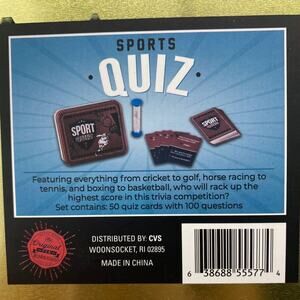 SPORTS
QUIZ
SPORT
Featuring everything from cricket to golf, horse racing to
tennis, and boxing to basketball, who will rack up the
highest score in this trivia competition?
Set contains: 50 quiz cards with 100 questions
The
Original
DISTRIBUTED BY: CVS
WOONSOCKET, RI 02895
MADE IN CHINA
6 38688 55577 4